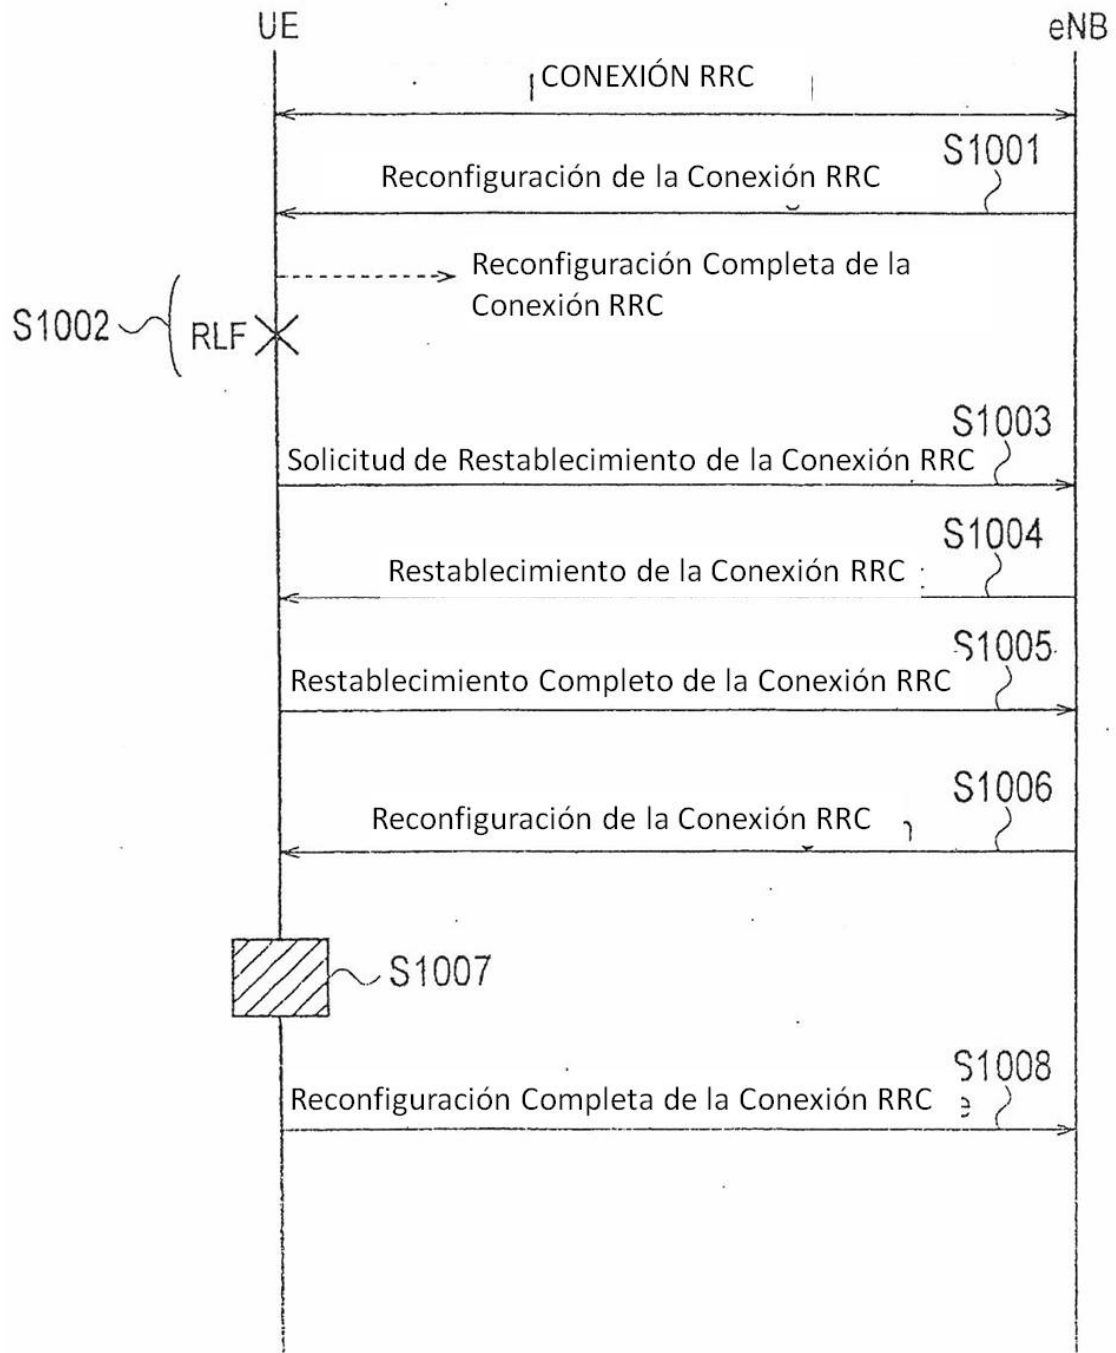 UE
eNB
CONEXIÓN RRC
S1001
Reconfiguración de la Conexión RRC
Reconfiguración Completa de la
Conexión RRC
S1002
RLF
S1003
Solicitud de Restablecimiento de la Conexión RRC
S1004
Restablecimiento de la Conexión RRC
S1005
Restablecimiento Completo de la Conexión RRC
S1006
Reconfiguración de la Conexión RRC
S1007
S1008
Reconfiguración Completa de la Conexión RRC